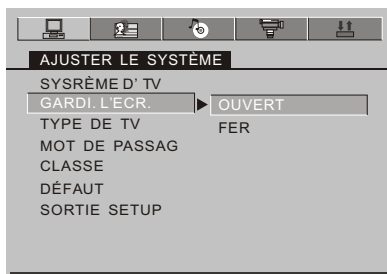 AJUSTER LE SYSTÈME
SYSRÈME D' TV
GARDI. L'ECR.
OUVERT
TYPE DE TV
FER
MOT DE PASSAG
CLASSE
DÉFAUT
SORTIE SETUP